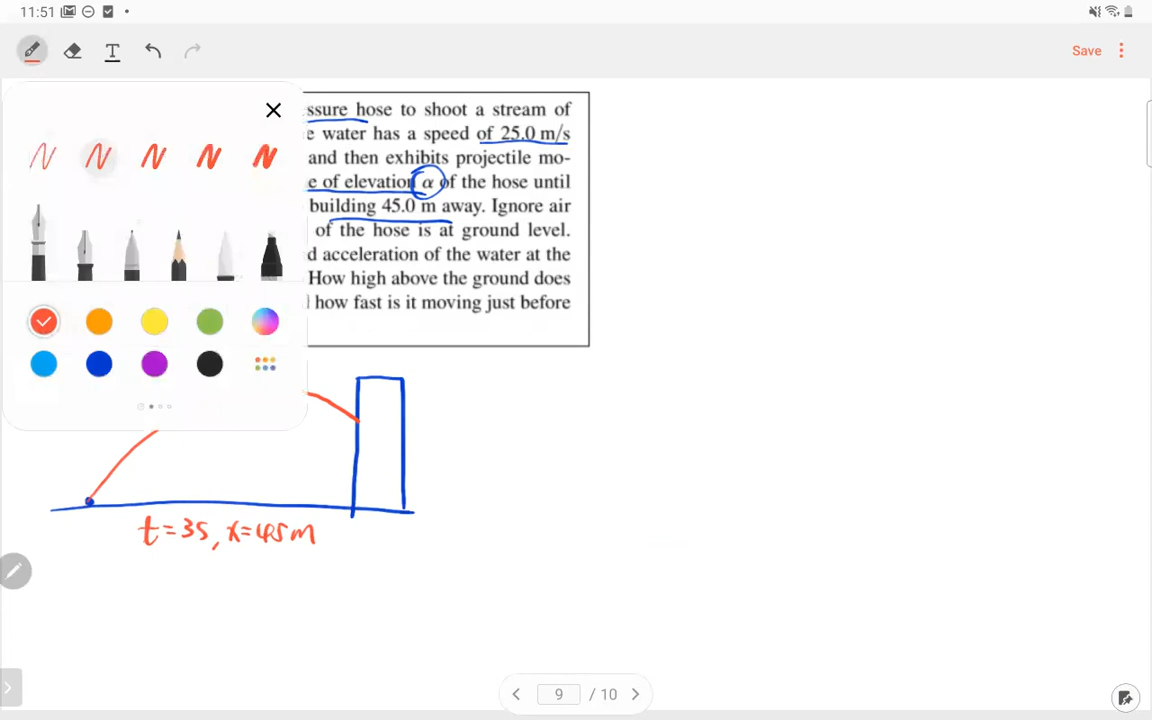 11:51
Save
ssure hose to shoot a stream of
e water has a speed of 25.0 m/s
and then exhibits projectile mo-
e of elevation α of the hose until
building 45.0 m away. Ignore air
of the hose is at ground level.
d acceleration of the water at the
How high above the ground does
how fast is it moving just before
t=3s, x=45m
9 / 10